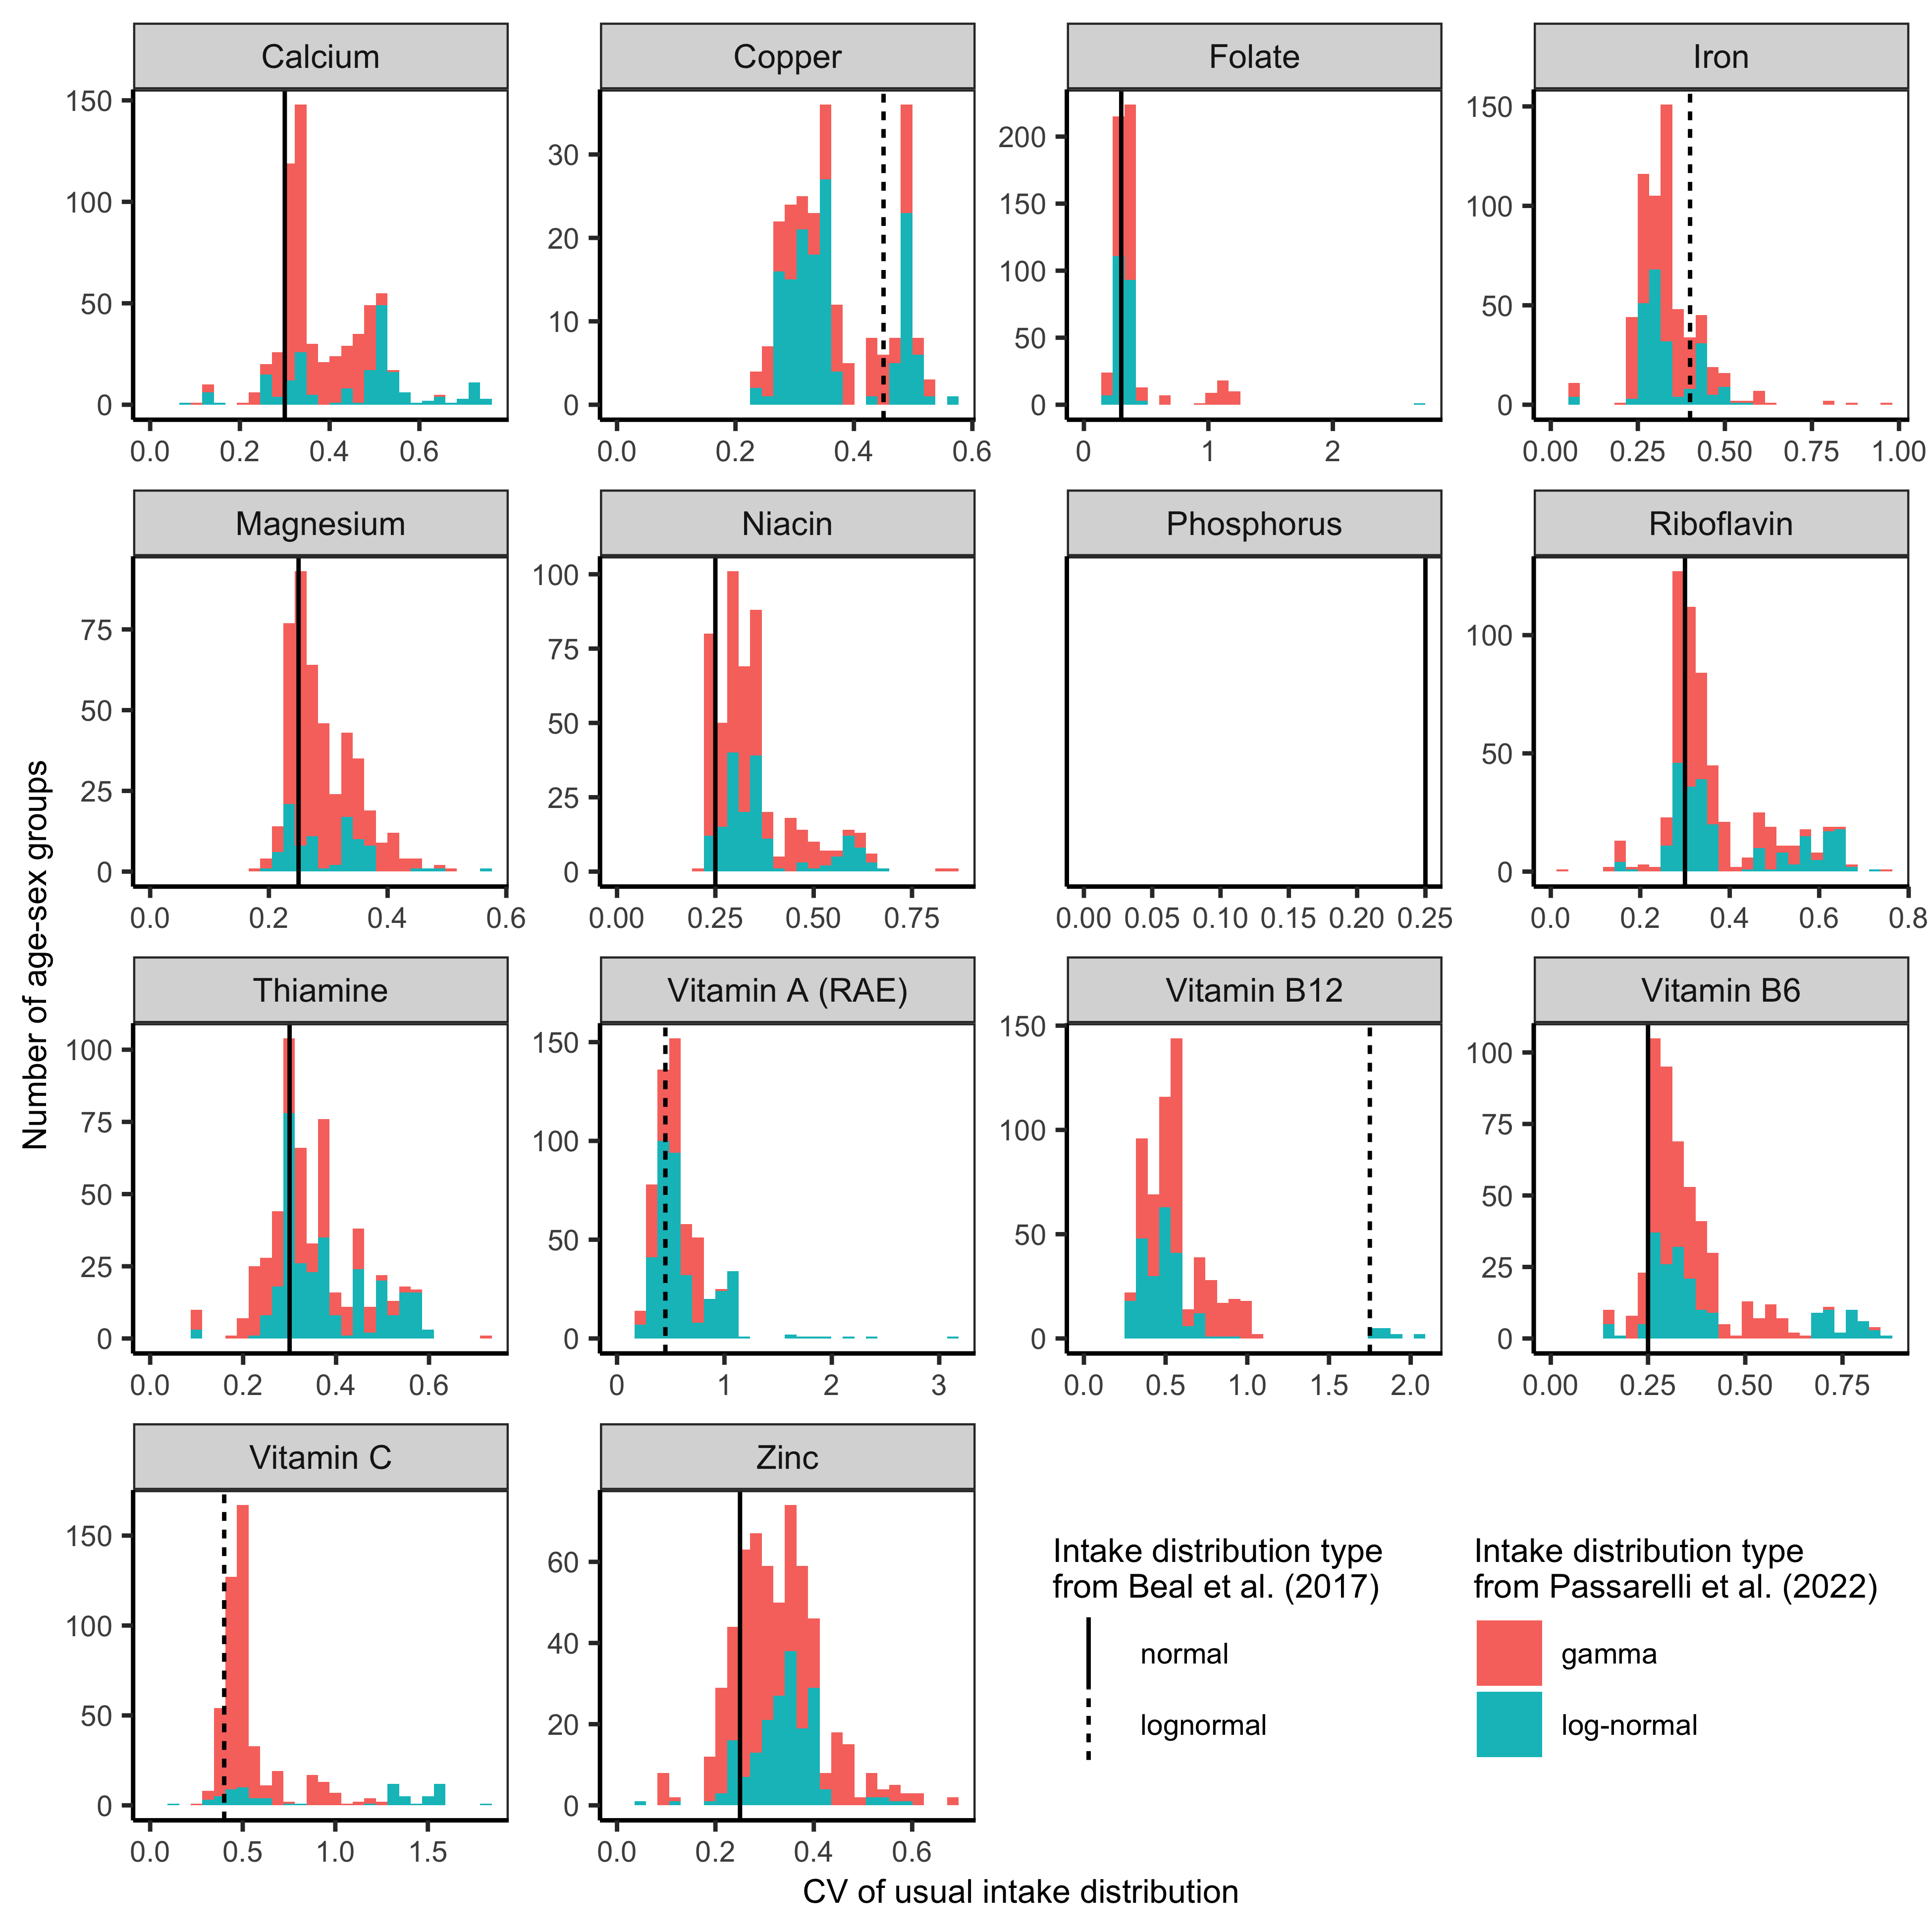 Calcium
Copper
Folate
Iron
150
100
50
0
0.0 0.2 0.4 0.6
30
20
10
0
0.0 0.2 0.4 0.6
200
150
100
50
0
0 1 2
150
100
50
0
0.00 0.25 0.50 0.75 1.00
Magnesium
Niacin
Phosphorus
Riboflavin
75
50
25
0
0.0 0.2 0.4 0.6
100
75
50
25
0
0.00 0.25 0.50 0.75
0.00 0.05 0.10 0.15 0.20 0.25
100
50
0
0.0 0.2 0.4 0.6 0.8
Number of age-sex groups
Thiamine
Vitamin A (RAE)
Vitamin B12
Vitamin B6
100
75
50
25
0
0.0 0.2 0.4 0.6
150
100
50
0
0 1 2 3
150
100
50
0
0.0 0.5 1.0 1.5 2.0
100
75
50
25
0
0.00 0.25 0.50 0.75
Vitamin C
Zinc
150
100
50
0
0.0 0.5 1.0 1.5
60
40
20
0
0.0 0.2 0.4 0.6
Intake distribution type
from Beal et al. (2017)
normal
lognormal
Intake distribution type
from Passarelli et al. (2022)
gamma
log-normal
CV of usual intake distribution